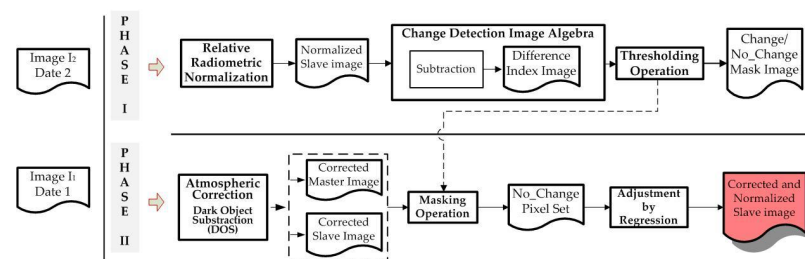 Image I2
Date 2
P
H
A
S
E
I
Relative
Radiometric
Normalization
Normalized
Slave image
Change Detection Image Algebra
Subtraction
Difference
Index Image
Thresholding
Operation
Change/
No_Change
Mask Image
Image I1
Date 1
P
H
A
S
E
II
Atmospheric
Correction
Dark Object
Substraction
(DOS)
Corrected
Master Image
Corrected
Slave Image
Masking
Operation
No_Change
Pixel Set
Adjustment
by
Regression
Corrected and
Normalized
Slave image